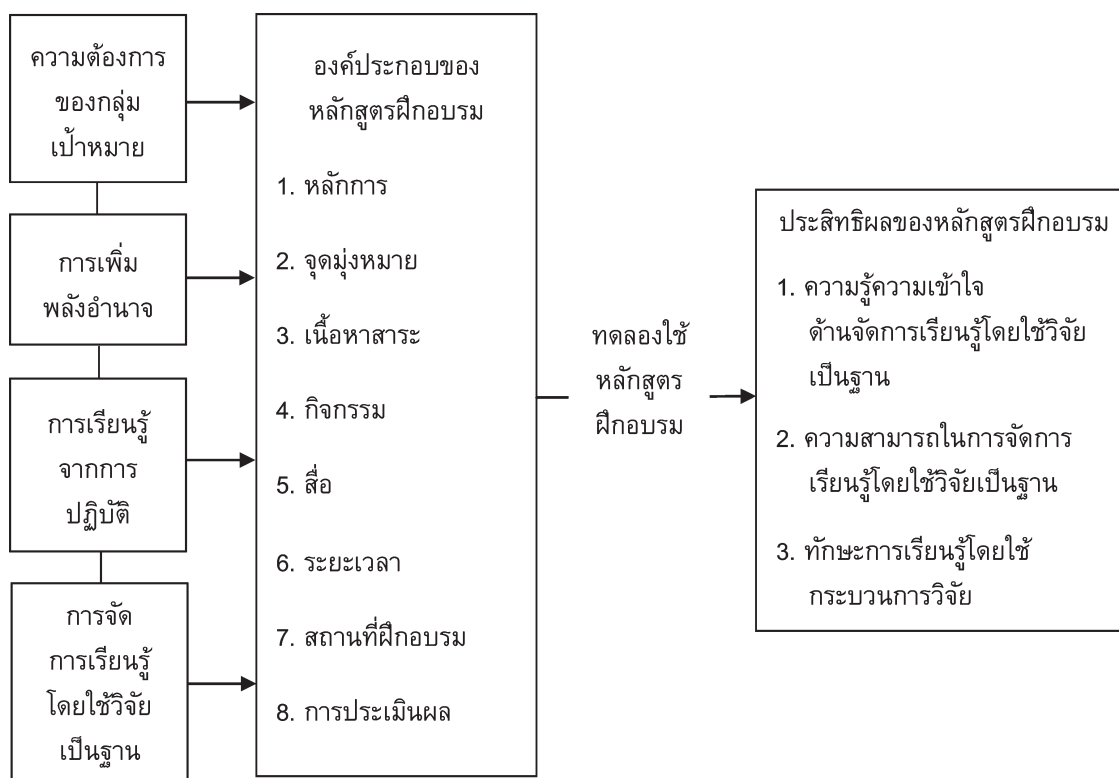 ความต้องการ
ของกลุ่ม
เป้าหมาย
การเพิ่ม
พลังอำนาจ
การเรียนรู้
จากการ
ปฏิบัติ
การจัด
การเรียนรู้
โดยใช้วิจัย
เป็นฐาน
องค์ประกอบของ
หลักสูตรฝึกอบรม
1. หลักการ
2. จุดมุ่งหมาย
3. เนื้อหาสาระ
4. กิจกรรม
5. สื่อ
6. ระยะเวลา
7. สถานที่ฝึกอบรม
8. การประเมินผล
ทดลองใช้
หลักสูตร
ฝึกอบรม
ประสิทธิผลของหลักสูตรฝึกอบรม
1. ความรู้ความเข้าใจ
ด้านจัดการเรียนรู้โดยใช้วิจัย
เป็นฐาน
2. ความสามารถในการจัดการ
เรียนรู้โดยใช้วิจัยเป็นฐาน
3. ทักษะการเรียนรู้โดยใช้
กระบวนการวิจัย